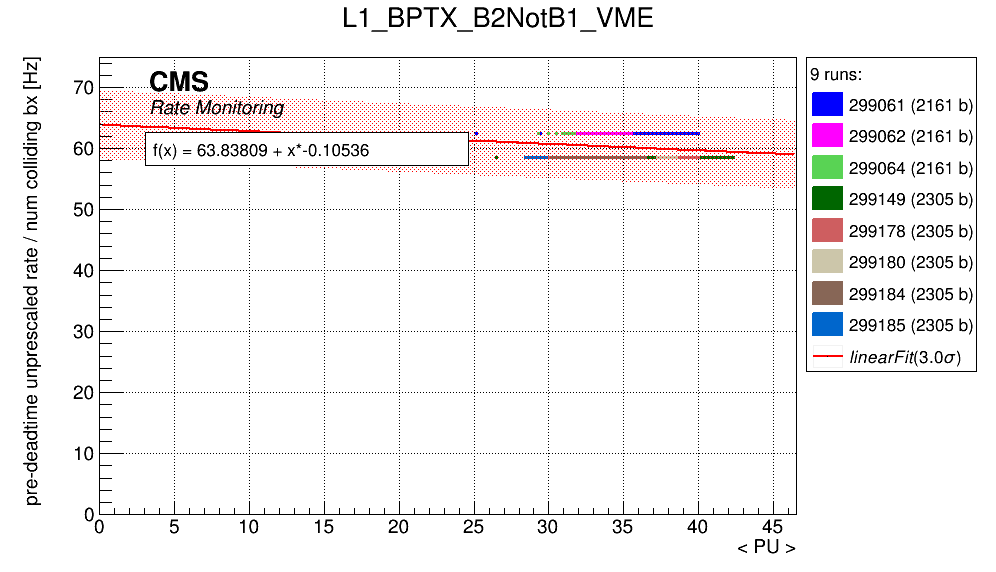 L1_BPTX_B2NotB1_VME
pre-deadtime unprescaled rate / num colliding bx [Hz]
CMS
Rate Monitoring
f(x) = 63.83809 + x*-0.10536
70
60
50
40
30
20
10
0
0 5 10 15 20 25 30 35 40 45
< PU >
9 runs:
299061 (2161 b)
299062 (2161 b)
299064 (2161 b)
299149 (2305 b)
299178 (2305 b)
299180 (2305 b)
299184 (2305 b)
299185 (2305 b)
linearFit(3.0σ)